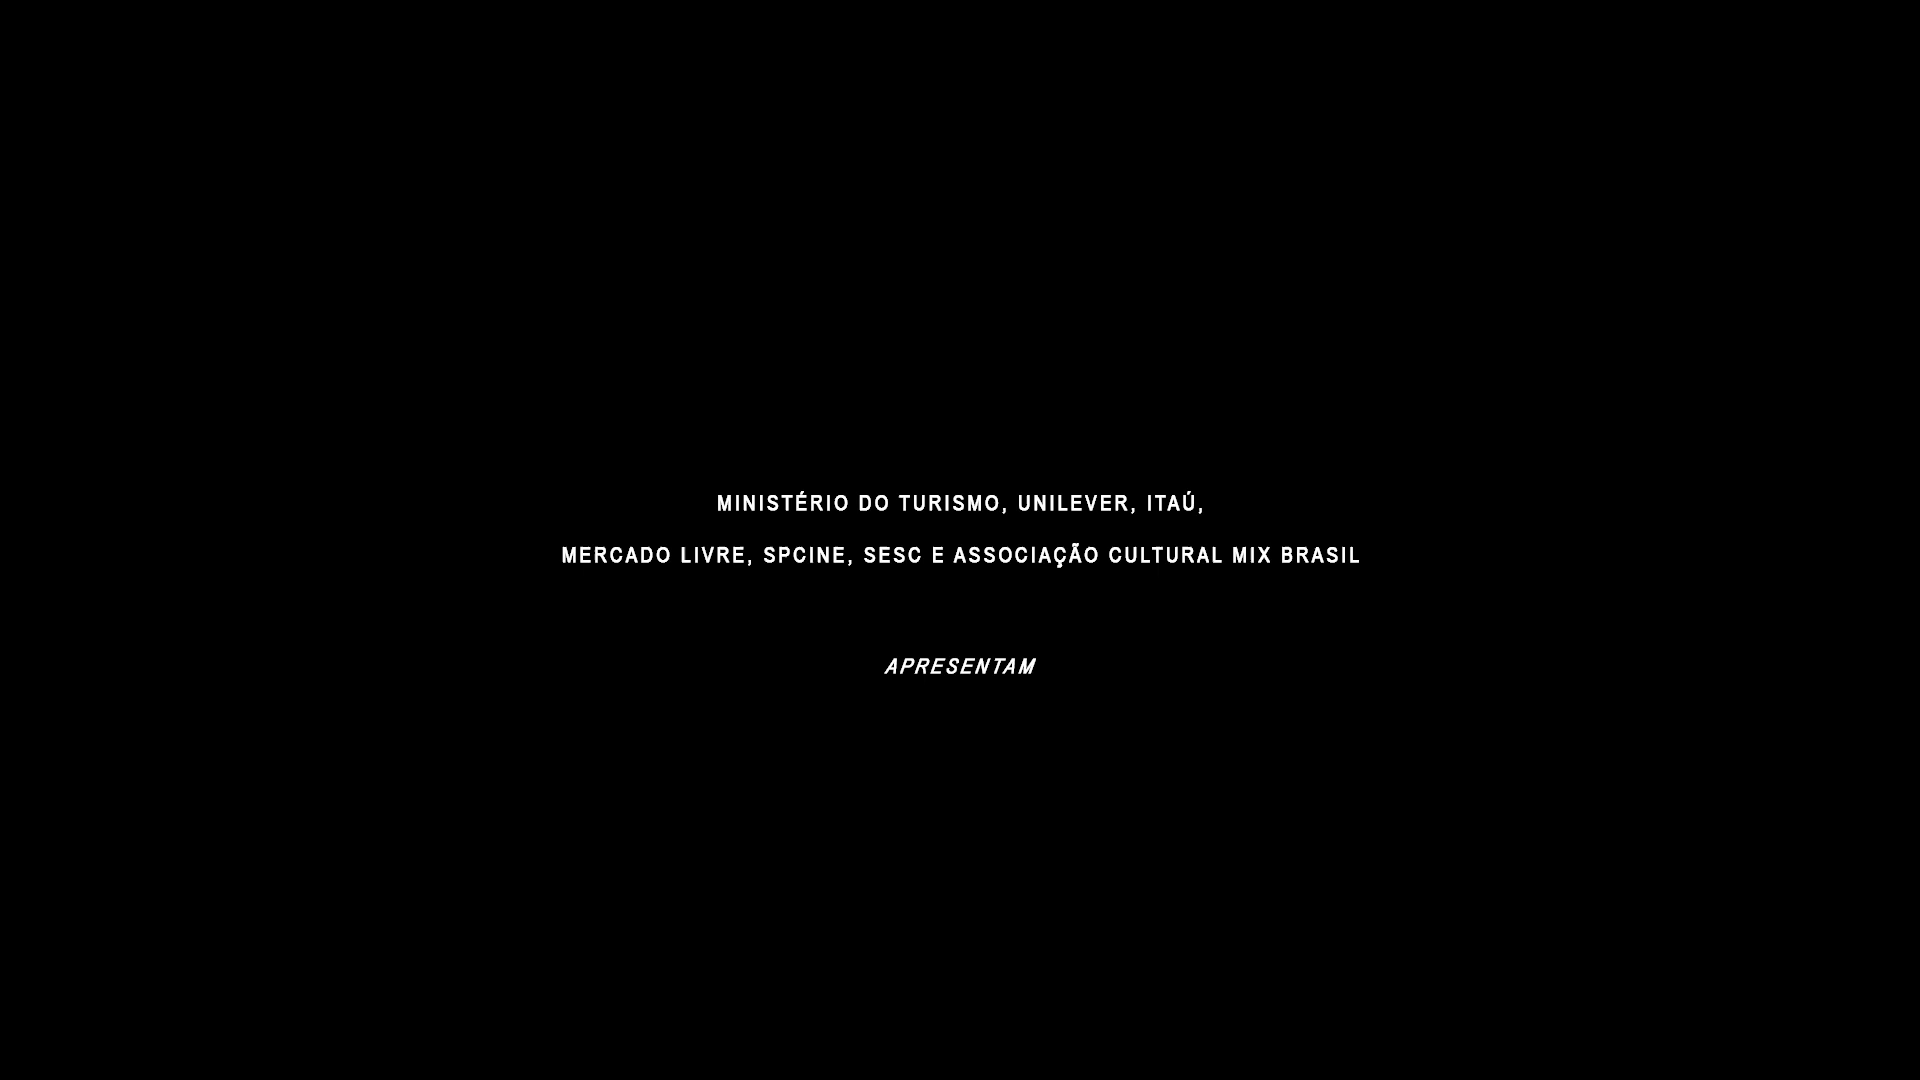 MINISTÉRIO DO TURISMO, UNILEVER, ITAÚ,
MERCADO LIVRE, SPCINE, SESC E ASSOCIAÇÃO CULTURAL MIX BRASIL
APRESENTAM